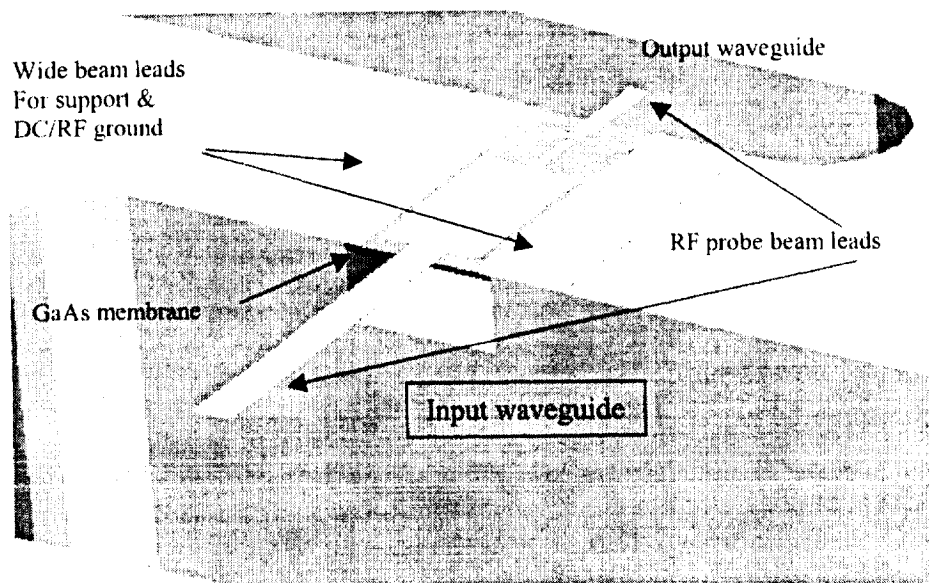 Output waveguide
Wide beam leads
For support &
DC/RF ground
RF probe beam leads
GaAs membrane
Input waveguide